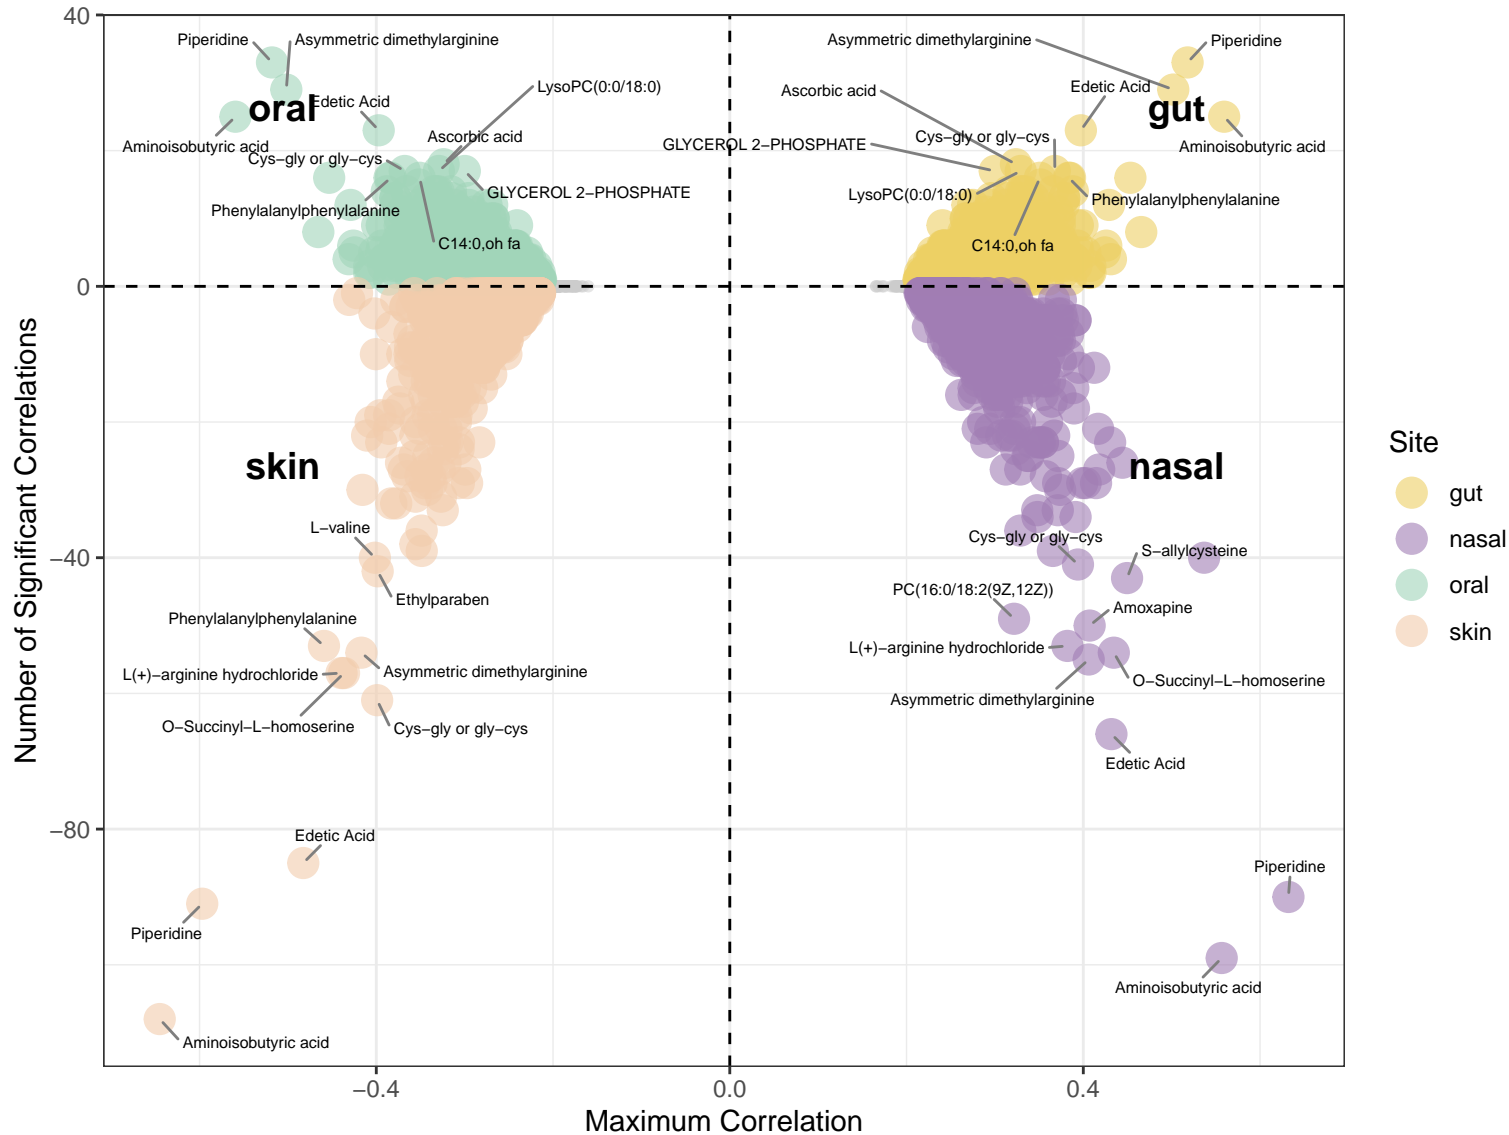 40
0
−40
−80
−0.4
0.0
0.4
Number of Significant Correlations
Maximum Correlation
oral
Piperidine
Asymmetric dimethylarginine
Edetic Acid
Aminoisobutyric acid
LysoPC(0:0/18:0)
Ascorbic acid
Cys−gly or gly−cys
GLYCEROL 2−PHOSPHATE
Phenylalanylphenylalanine
C14:0,oh fa
gut
Asymmetric dimethylarginine
Piperidine
Ascorbic acid
Edetic Acid
GLYCEROL 2−PHOSPHATE
Cys−gly or gly−cys
Aminoisobutyric acid
LysoPC(0:0/18:0)
Phenylalanylphenylalanine
C14:0,oh fa
skin
L−valine
Ethylparaben
Phenylalanylphenylalanine
L(+)−arginine hydrochloride
Asymmetric dimethylarginine
O−Succinyl−L−homoserine
Cys−gly or gly−cys
Edetic Acid
Piperidine
Aminoisobutyric acid
nasal
Cys−gly or gly−cys
S−allylcysteine
PC(16:0/18:2(9Z,12Z))
Amoxapine
L(+)−arginine hydrochloride
O−Succinyl−L−homoserine
Asymmetric dimethylarginine
Edetic Acid
Piperidine
Aminoisobutyric acid
Site
gut
nasal
oral
skin